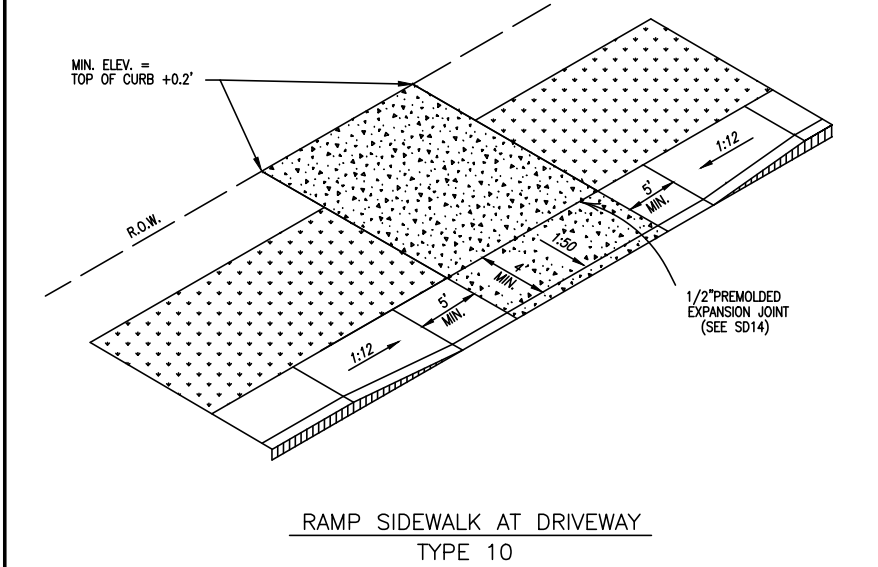 MIN. ELEV. =
TOP OF CURB +0.2'
R.O.W.
1:12
5'
MIN.
1:50
4'
MIN.
5'
MIN.
1:12
1/2"PREMOLDED
EXPANSION JOINT
(SEE SD14)
RAMP SIDEWALK AT DRIVEWAY
TYPE 10